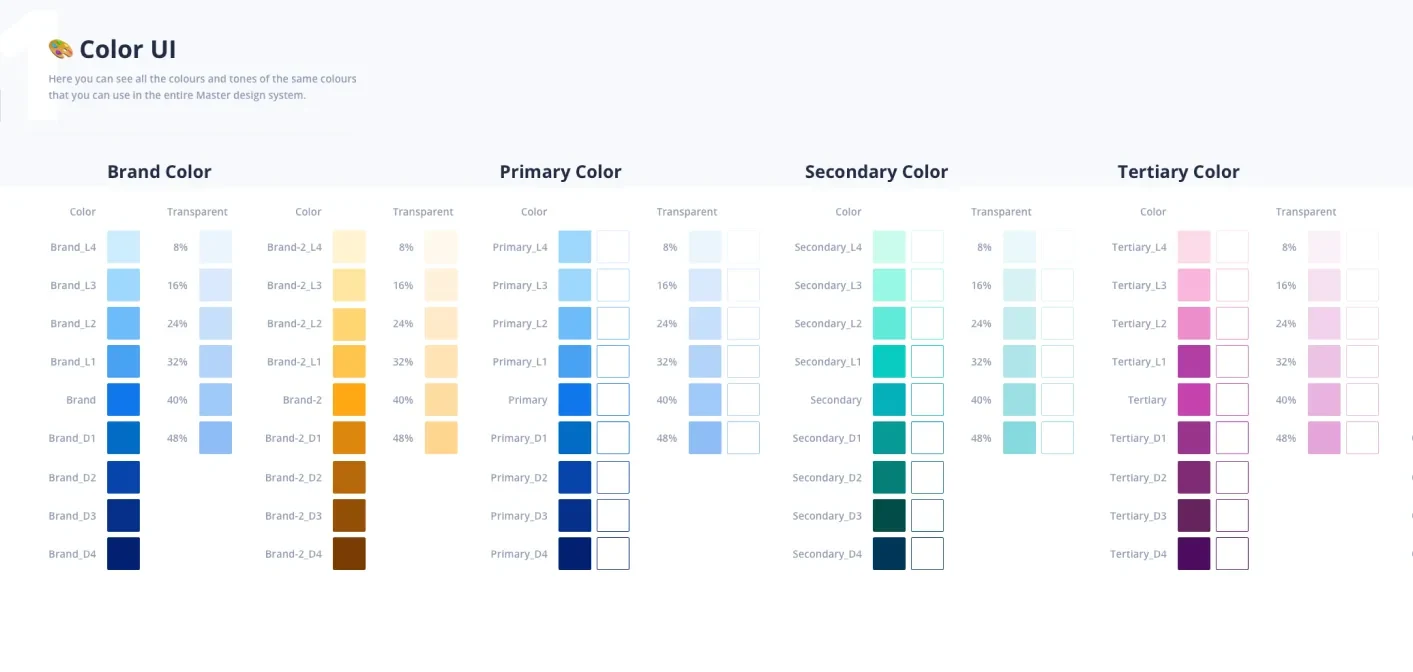 1
Color UI
Here you can see all the colours and tones of the same colours
that you can use in the entire Master design system.
Brand Color
Primary Color
Secondary Color
Tertiary Color
Color Transparent Color Transparent Color Transparent Color Transparent Color Transparent
Brand_L4 8% Brand-2_L4 8% Primary_L4 8% Secondary_L4 8% Tertiary_L4 8%
Brand_L3 16% Brand-2_L3 16% Primary_L3 16% Secondary_L3 16% Tertiary_L3 16%
Brand_L2 24% Brand-2_L2 24% Primary_L2 24% Secondary_L2 24% Tertiary_L2 24%
Brand_L1 32% Brand-2_L1 32% Primary_L1 32% Secondary_L1 32% Tertiary_L1 32%
Brand 40% Brand-2 40% Primary 40% Secondary 40% Tertiary 40%
Brand_D1 48% Brand-2_D1 48% Primary_D1 48% Secondary_D1 48% Tertiary_D1 48%
Brand_D2 Brand-2_D2 Primary_D2 Secondary_D2 Tertiary_D2
Brand_D3 Brand-2_D3 Primary_D3 Secondary_D3 Tertiary_D3
Brand_D4 Brand-2_D4 Primary_D4 Secondary_D4 Tertiary_D4